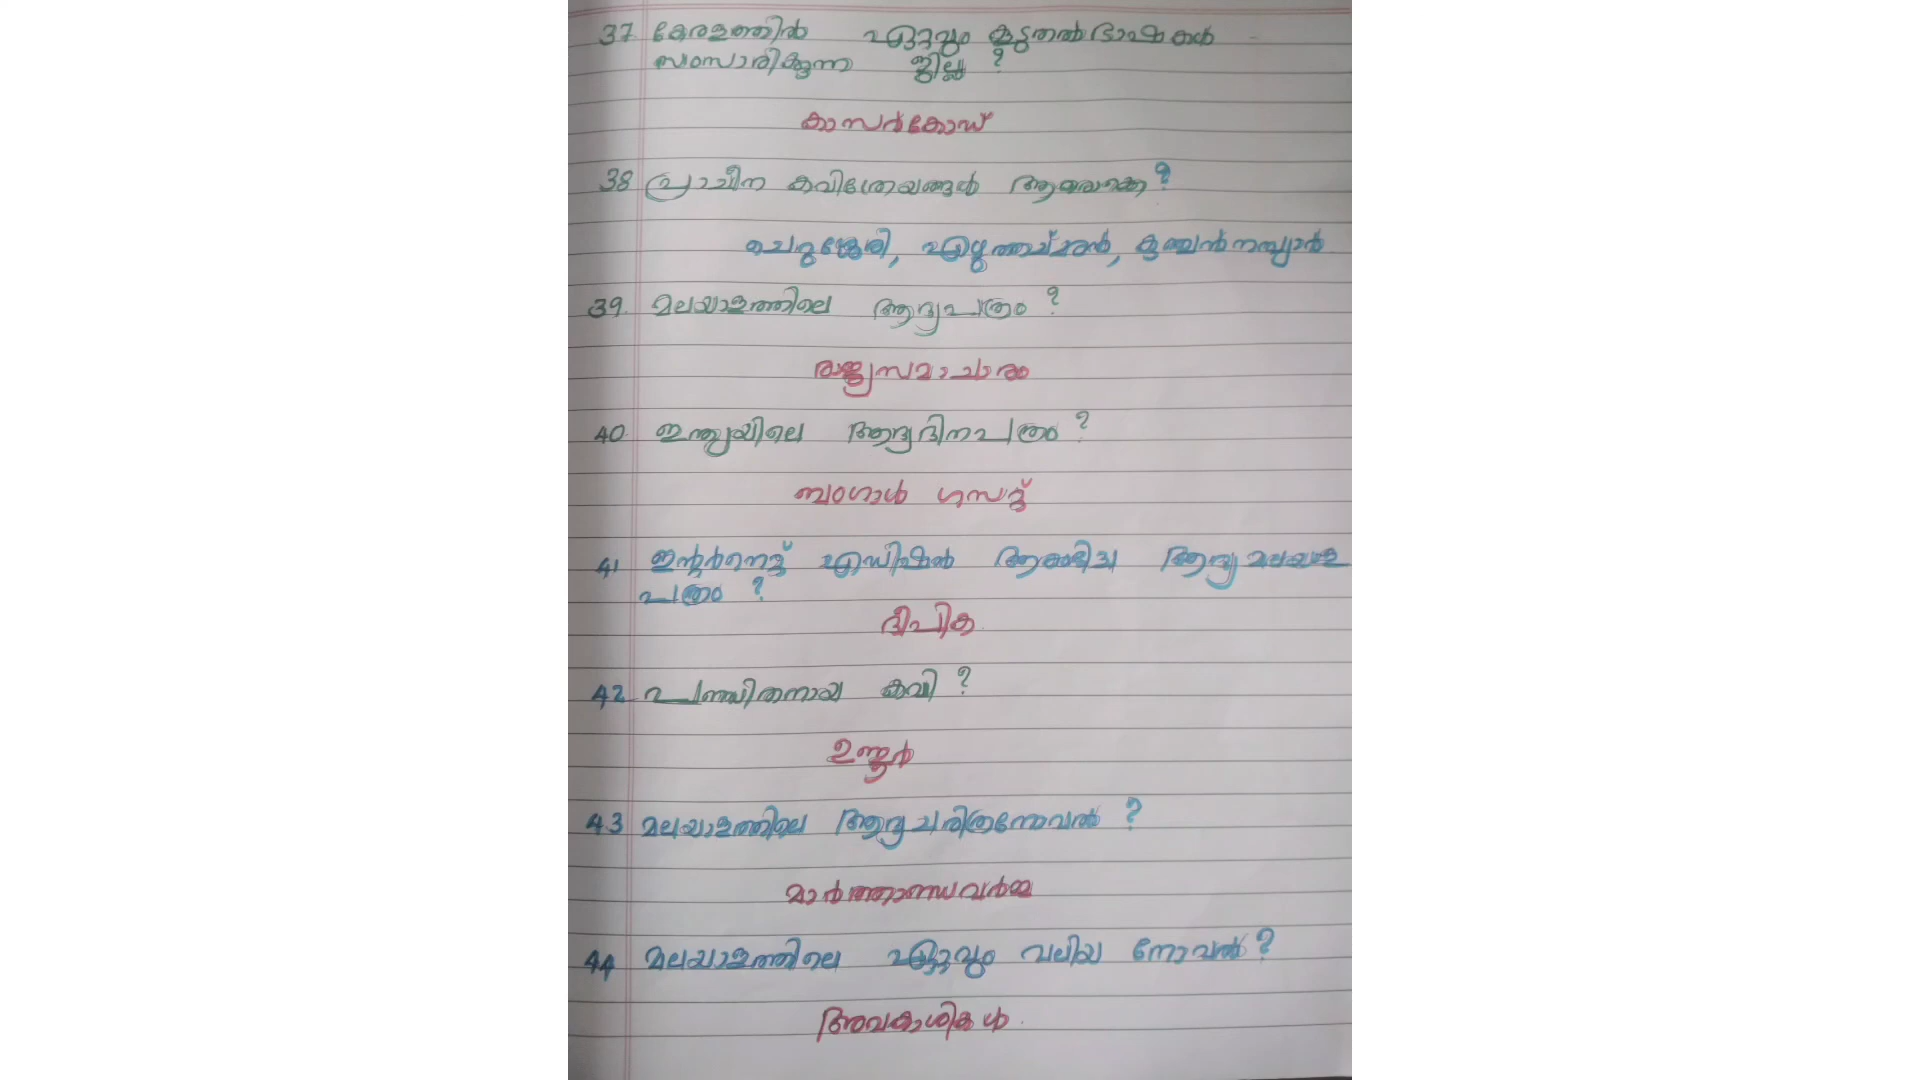 37 കേരളത്തിൽ ഏറ്റവും കൂടുതൽ ഭാഷകൾ
സംസാരിക്കുന്ന ജില്ല ?
കാസർകോഡ്
38 പ്രാചീന കവിത്രയങ്ങൾ ആരൊക്കെ ?
ചെറുശ്ശേരി, എഴുത്തച്ഛൻ, കുഞ്ചൻനമ്പ്യാർ
39. മലയാളത്തിലെ ആദ്യപത്രം ?
രാജ്യസമാചാരം
40. ഇന്ത്യയിലെ ആദ്യദിനപത്രം ?
ബംഗാൾ ഗസറ്റ്
41 ഇന്റർനെറ്റ് എഡിഷൻ ആരംഭിച്ച ആദ്യമലയാള
പത്രം ?
ദീപിക
42 പണ്ഡിതനായ കവി ?
ഉള്ളൂർ
43 മലയാളത്തിലെ ആദ്യചരിത്രനോവൽ ?
മാർത്താണ്ഡവർമ്മ
44 മലയാളത്തിലെ ഏറ്റവും വലിയ നോവൽ ?
അവകാശികൾ.